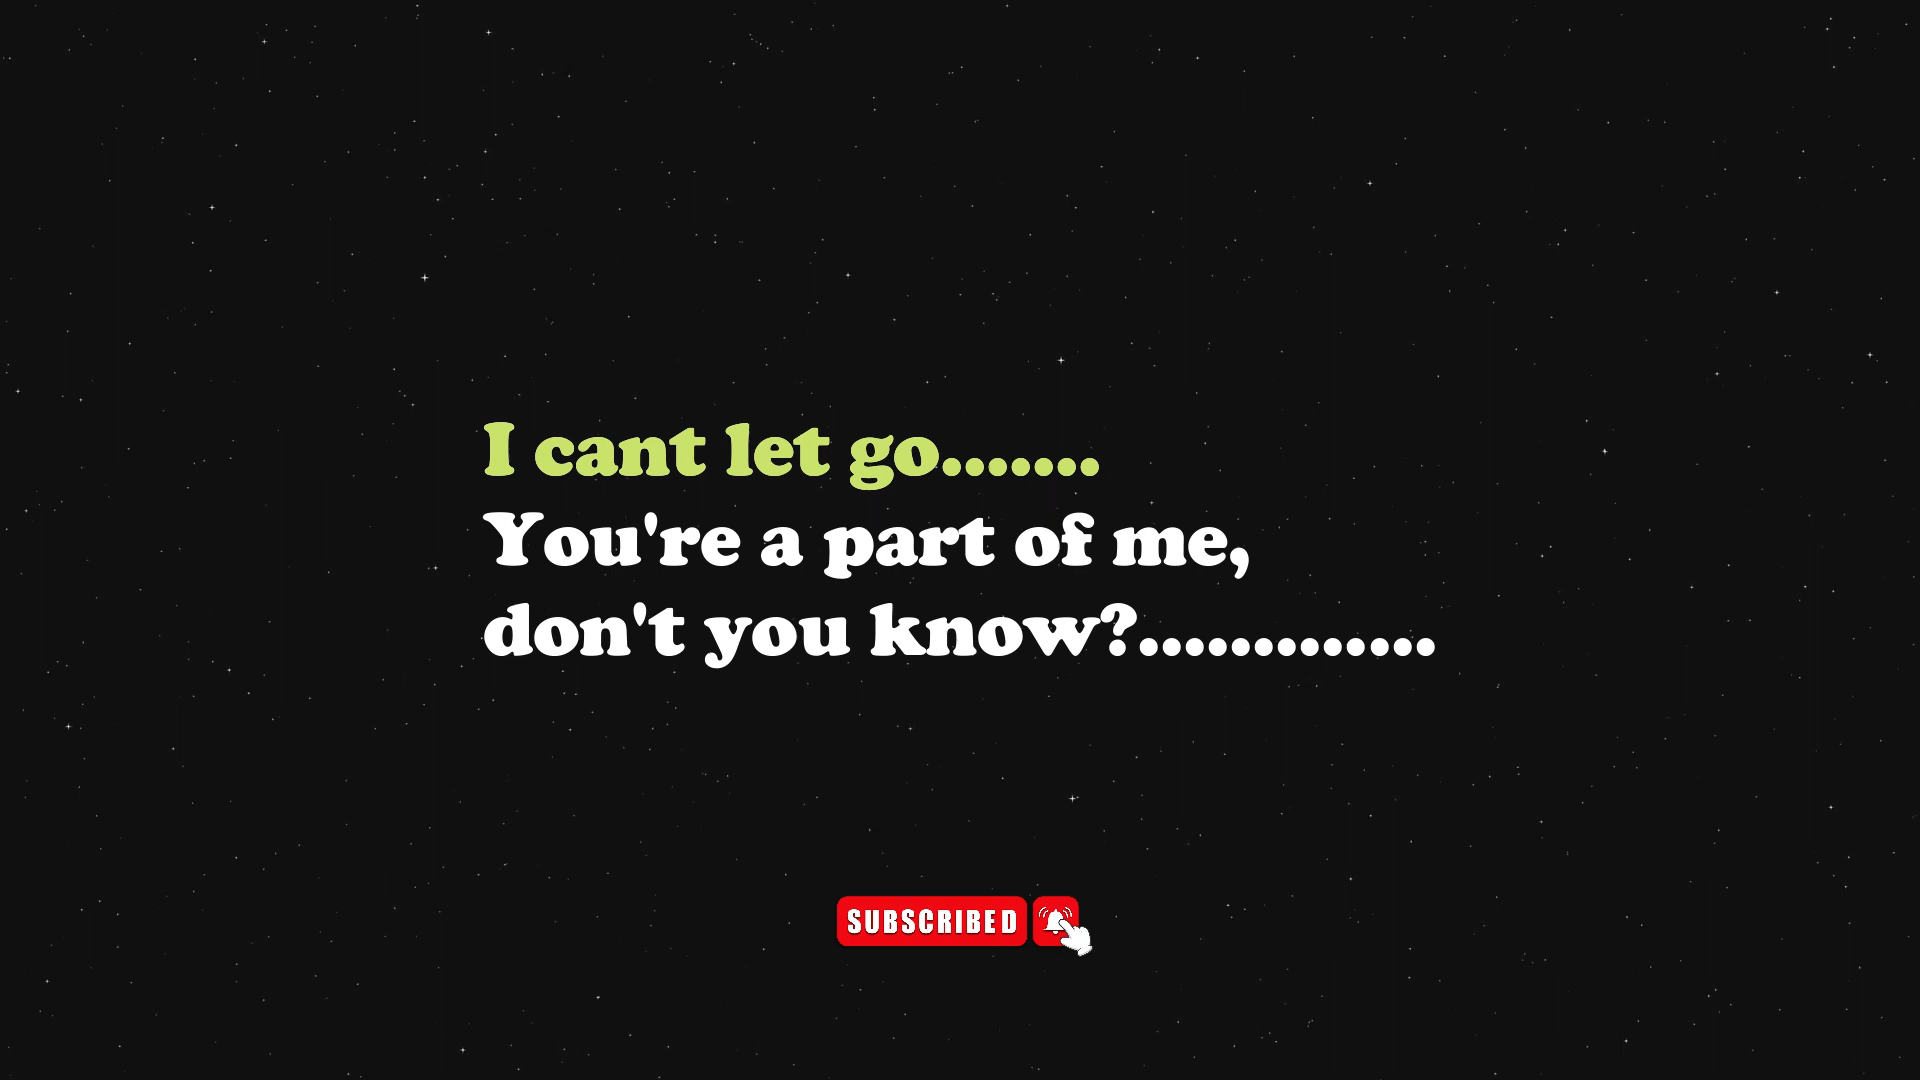 I cant let go.......
You're a part of me,
don't you know?.............
SUBSCRIBED